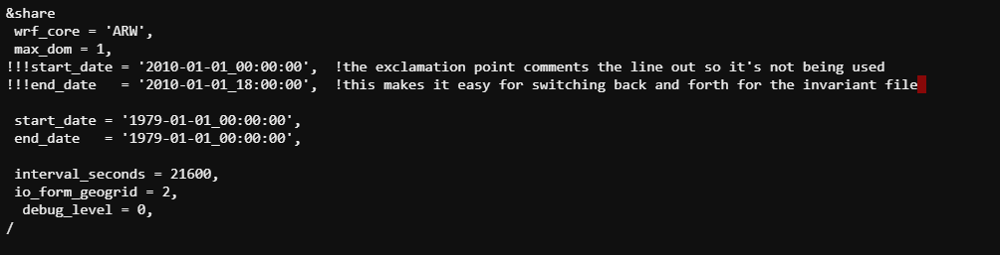 &share
 wrf_core = 'ARW',
 max_dom = 1,
!!!start_date = '2010-01-01_00:00:00',  !the exclamation point comments the line out so it's not being used
!!!end_date   = '2010-01-01_18:00:00',  !this makes it easy for switching back and forth for the invariant file
 start_date = '1979-01-01_00:00:00',
 end_date   = '1979-01-01_00:00:00',
 interval_seconds = 21600,
 io_form_geogrid = 2,
  debug_level = 0,
/